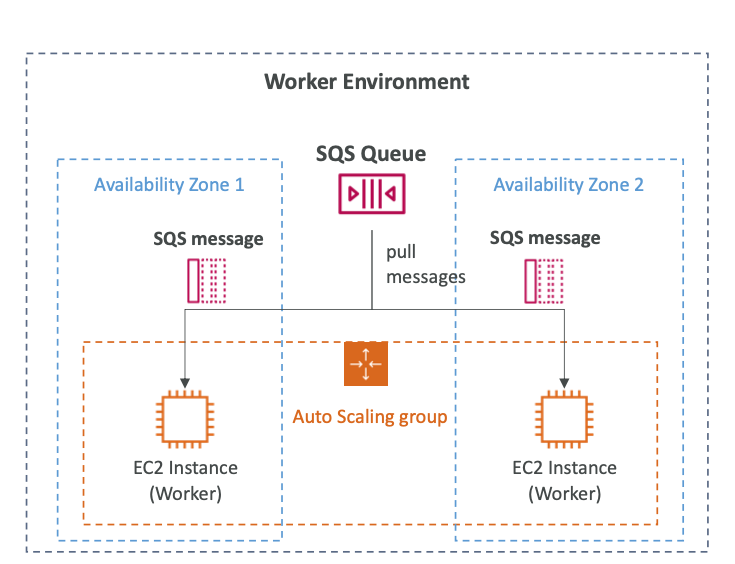 Worker Environment
SQS Queue
Availability Zone 1
Availability Zone 2
SQS message
SQS message
pull
messages
Auto Scaling group
EC2 Instance
(Worker)
EC2 Instance
(Worker)